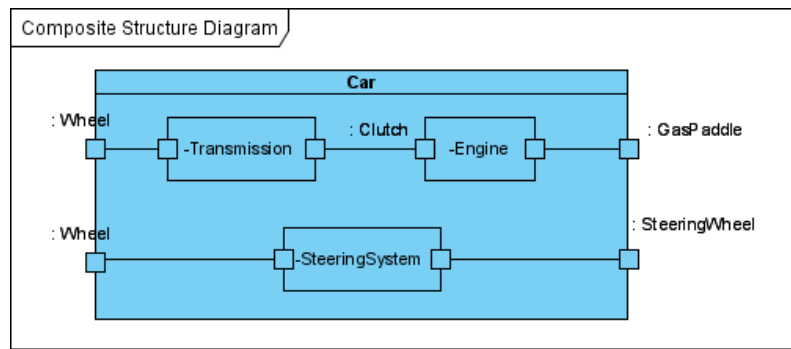 Composite Structure Diagram
Car
: Wheel
-Transmission
: Clutch
-Engine
: GasPaddle
: Wheel
-SteeringSystem
: SteeringWheel